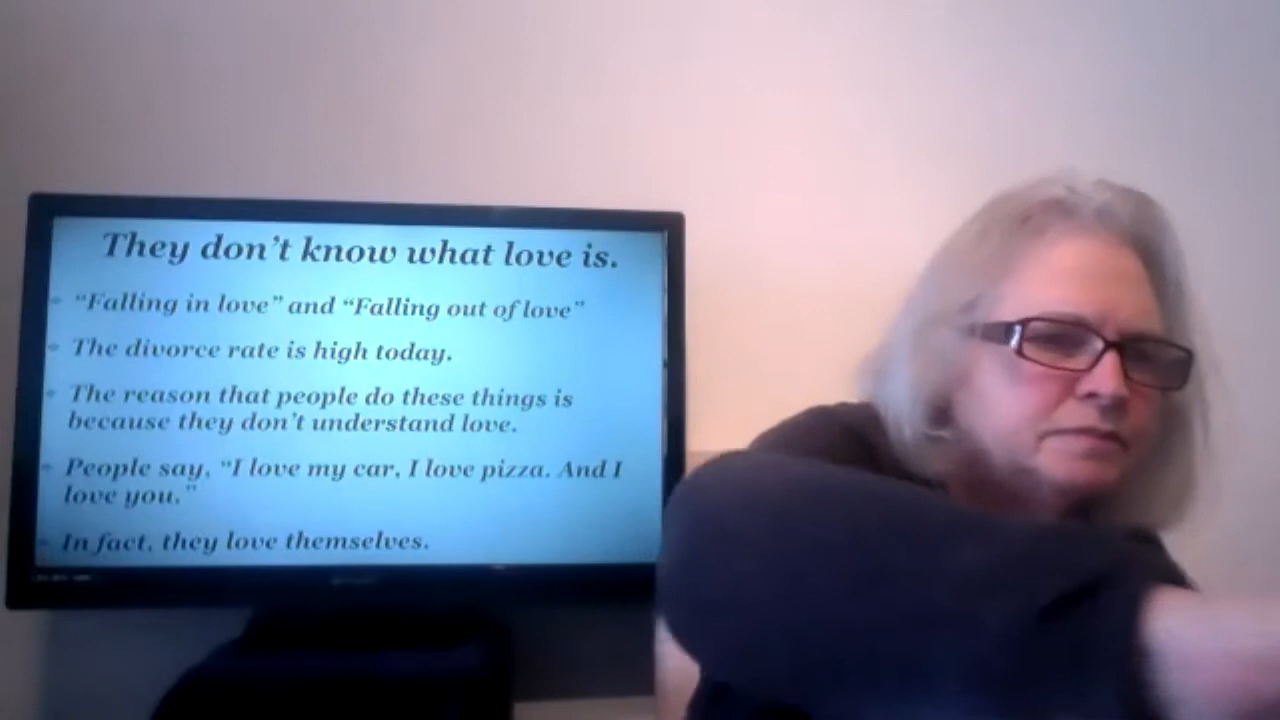 They don't know what love is.
"Falling in love" and "Falling out of love"
The divorce rate is high today.
The reason that people do these things is
because they don't understand love.
People say, "I love my car, I love pizza. And I
love you."
In fact, they love themselves.